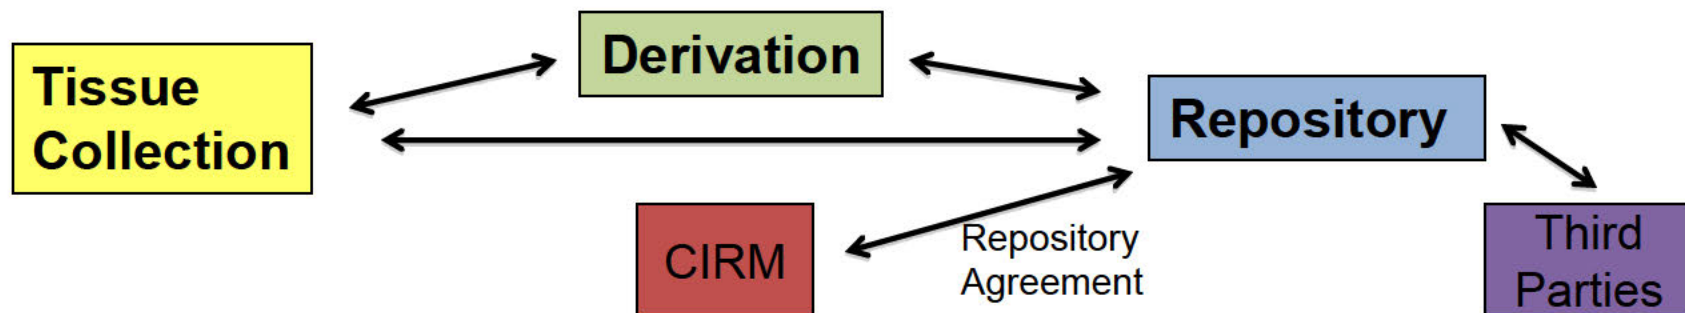 Tissue
Collection
Derivation
Repository
CIRM
Repository
Agreement
Third
Parties